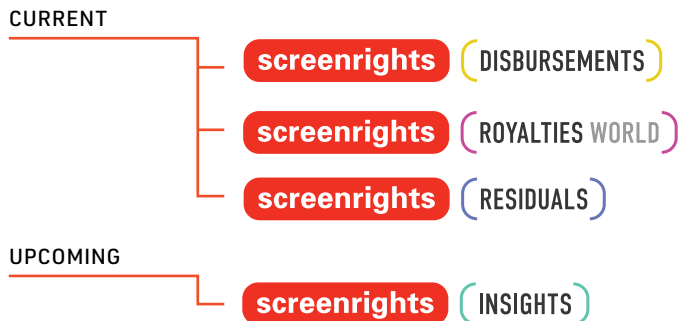 CURRENT
screenrights (DISBURSEMENTS)
screenrights (ROYALTIES WORLD)
screenrights (RESIDUALS)
UPCOMING
screenrights (INSIGHTS)